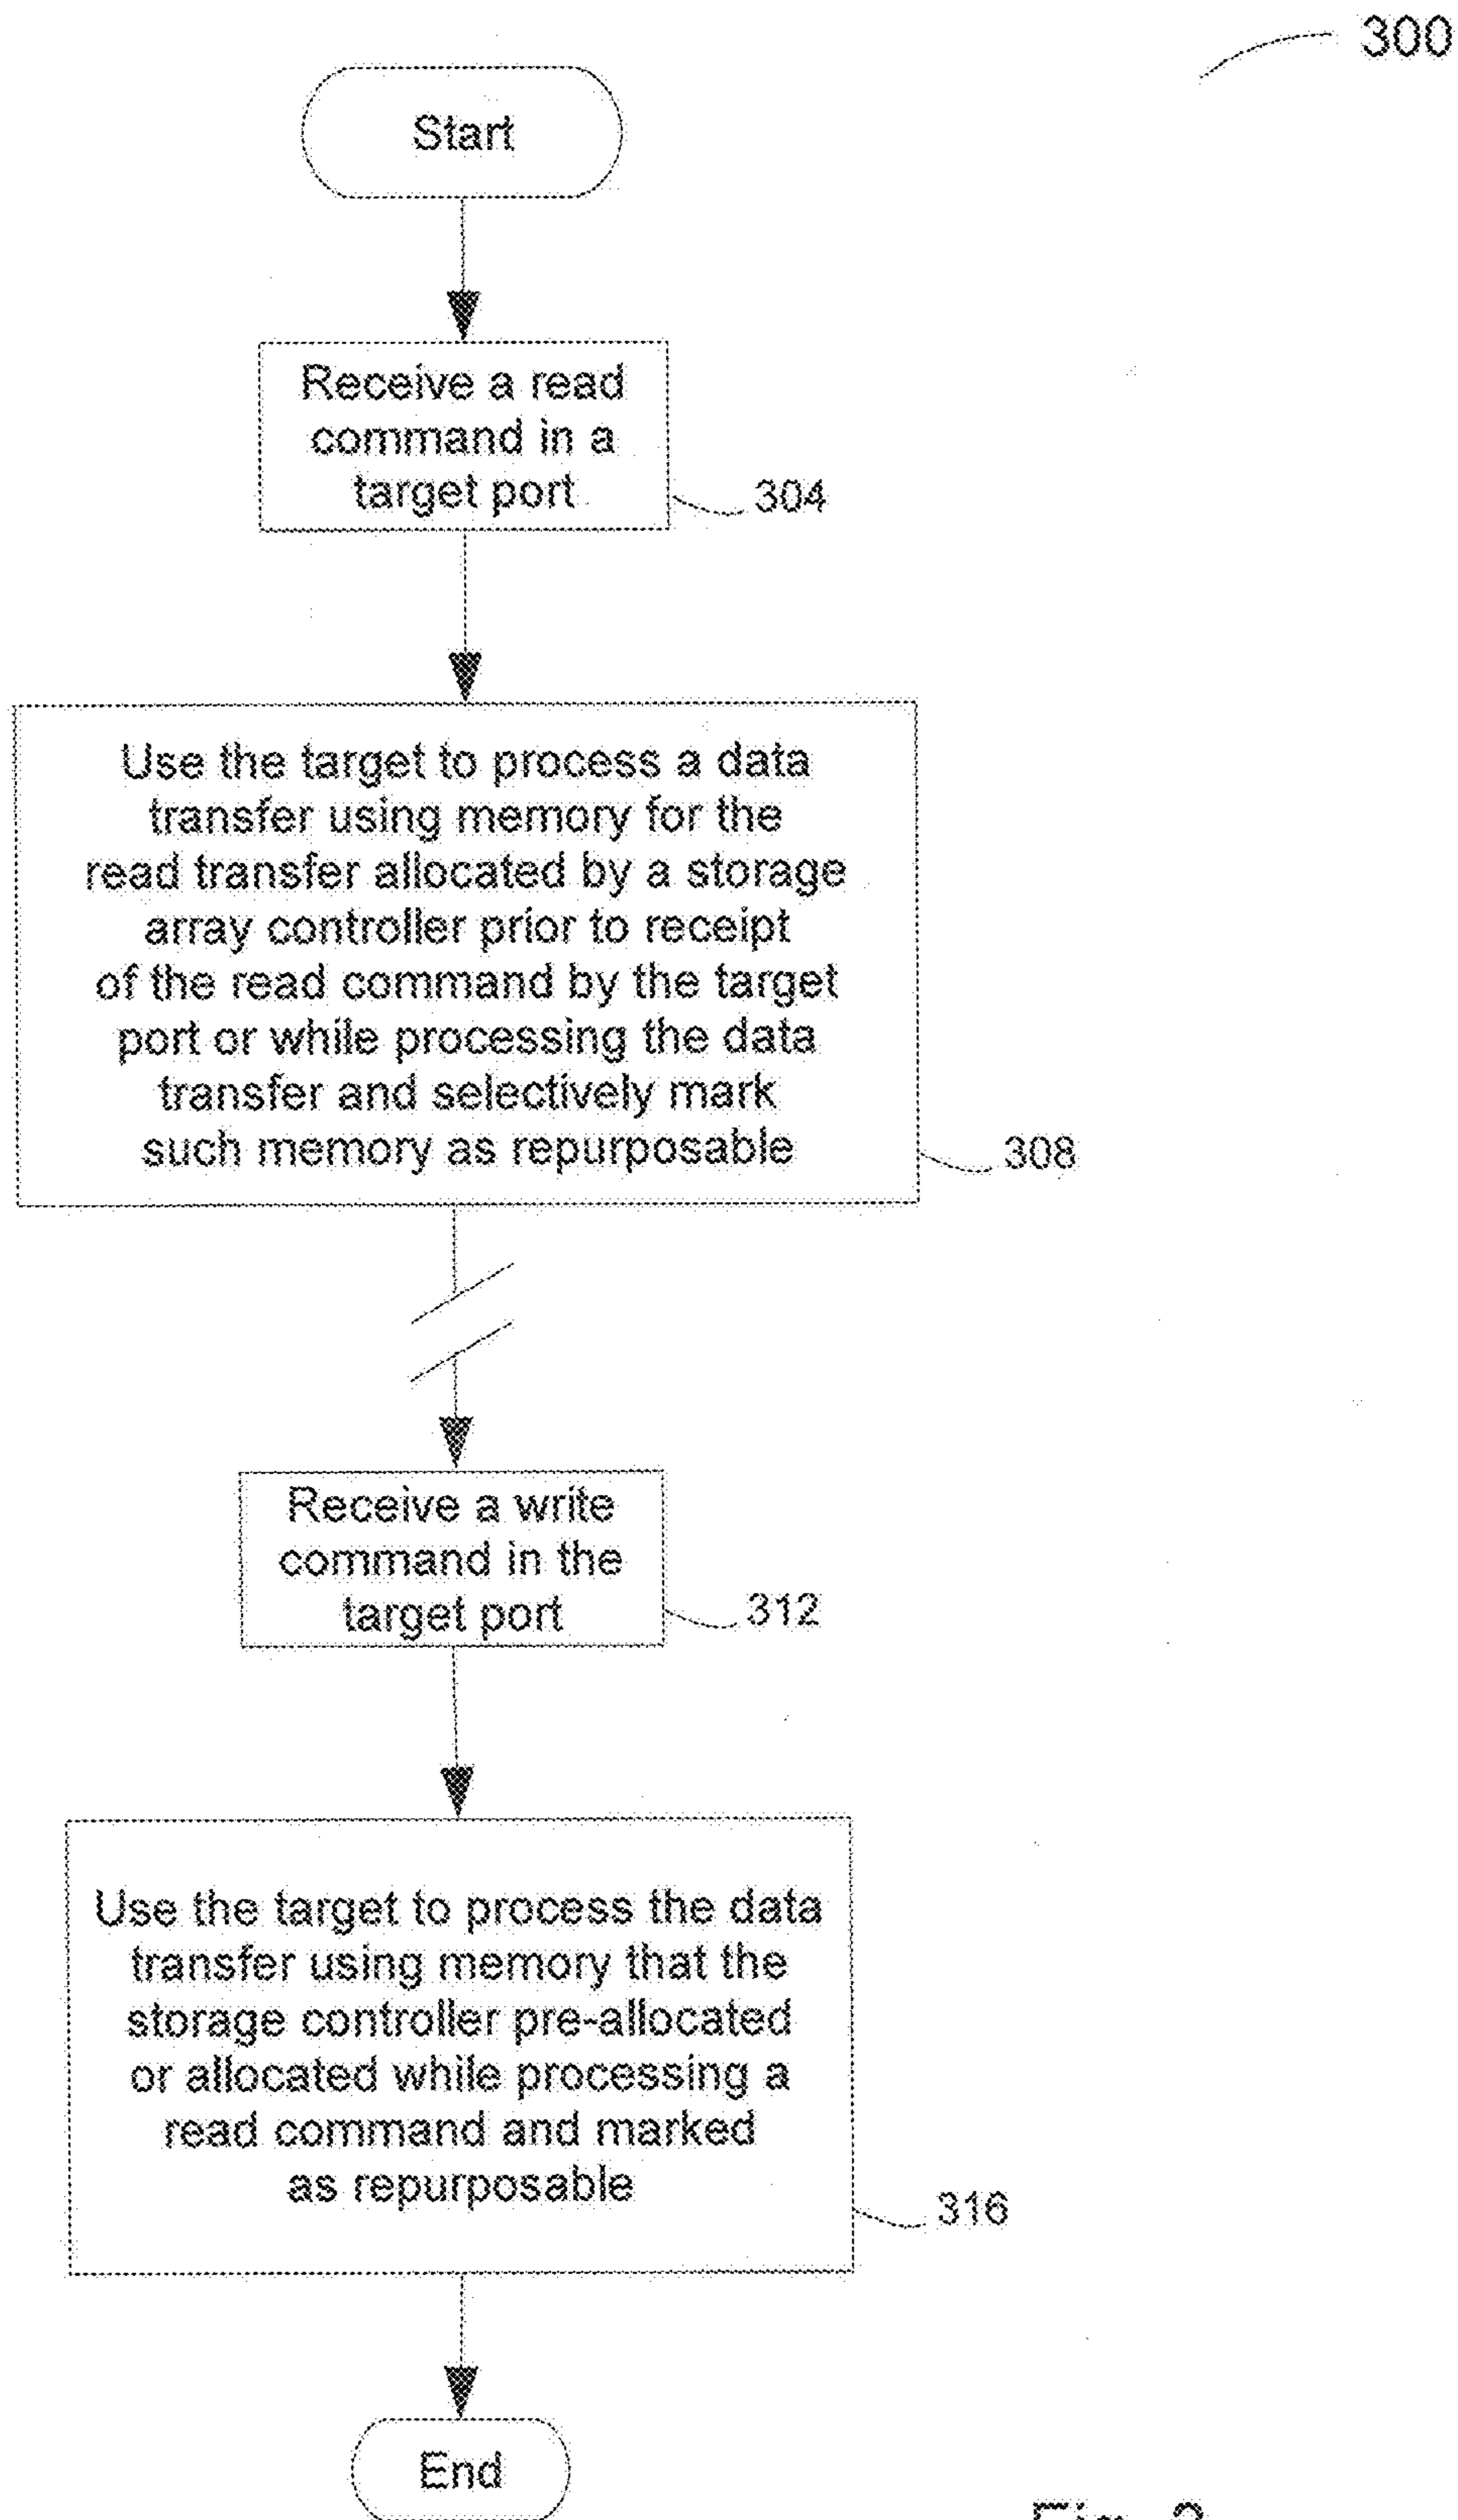 300
Start
Receive a read
command in a
target port
304
Use the target to process a data
transfer using memory for the
read transfer allocated by a storage
array controller prior to receipt
of the read command by the target
port or while processing the data
transfer and selectively mark
such memory as repurposable
308
Receive a write
command in the
target port
312
Use the target to process the data
transfer using memory that the
storage controller pre-allocated
or allocated while processing a
read command and marked
as repurposable
316
End